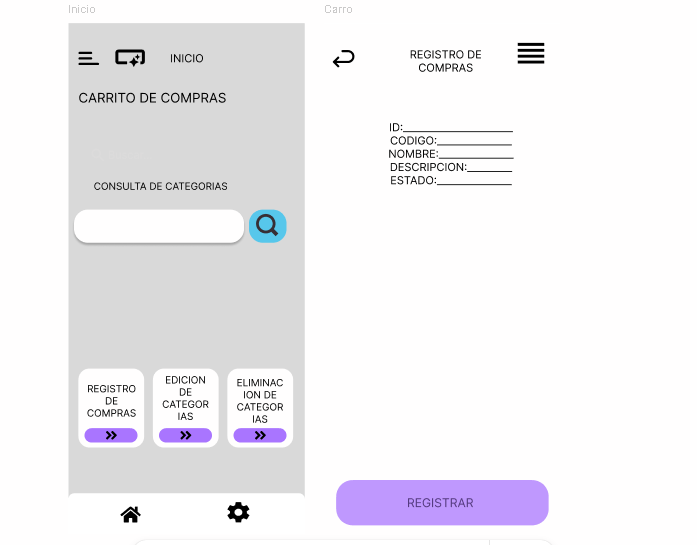 Inicio
INICIO
CARRITO DE COMPRAS
CONSULTA DE CATEGORIAS
REGISTRO
DE
COMPRAS
EDICION
DE
CATEGOR
IAS
ELIMINAC
ION DE
CATEGOR
IAS
Carro
REGISTRO DE
COMPRAS
ID:
CODIGO:
NOMBRE:
DESCRIPCION:
ESTADO:
REGISTRAR